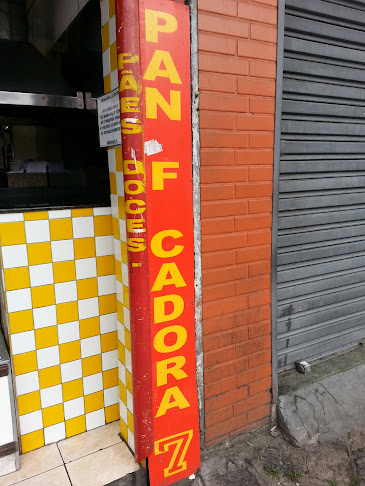 PÃES DOCES.
PAN F CADORA 7